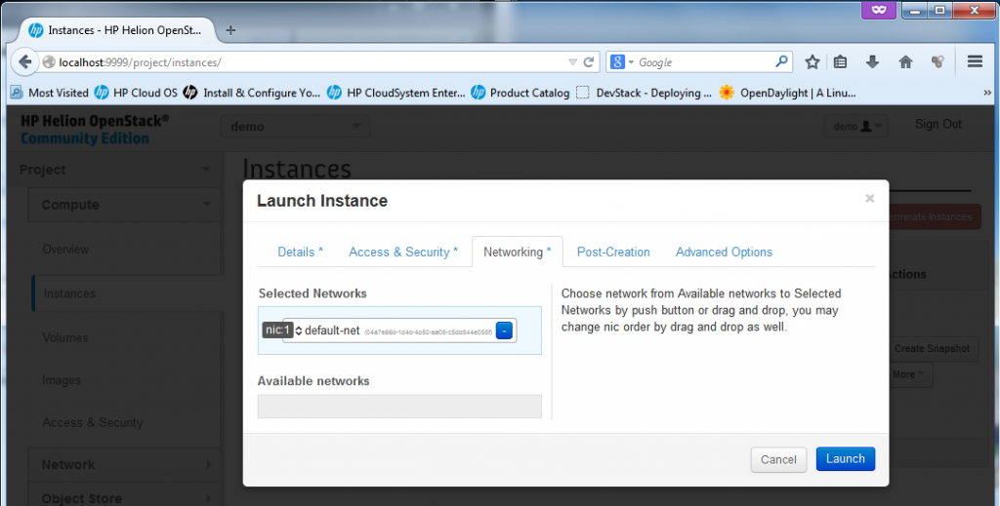 Instances - HP Helion OpenSt...
localhost:9999/project/instances/
Google
Most Visited HP Cloud OS Install & Configure Yo... HP CloudSystem Enter... Product Catalog DevStack - Deploying ... OpenDaylight | A Linu... »
HP Helion OpenStack®
Community Edition
demo
demo
Sign Out
Project
Instances
Compute
Overview
Instances
Volumes
Images
Access & Security
Network
Object Store
Instances
Actions
Create Snapshot
More
Launch Instance
×
Details * Access & Security * Networking * Post-Creation Advanced Options
Selected Networks
nic:1 default-net
-
Available networks
Choose network from Available networks to Selected
Networks by push button or drag and drop, you may
change nic order by drag and drop as well.
Cancel Launch